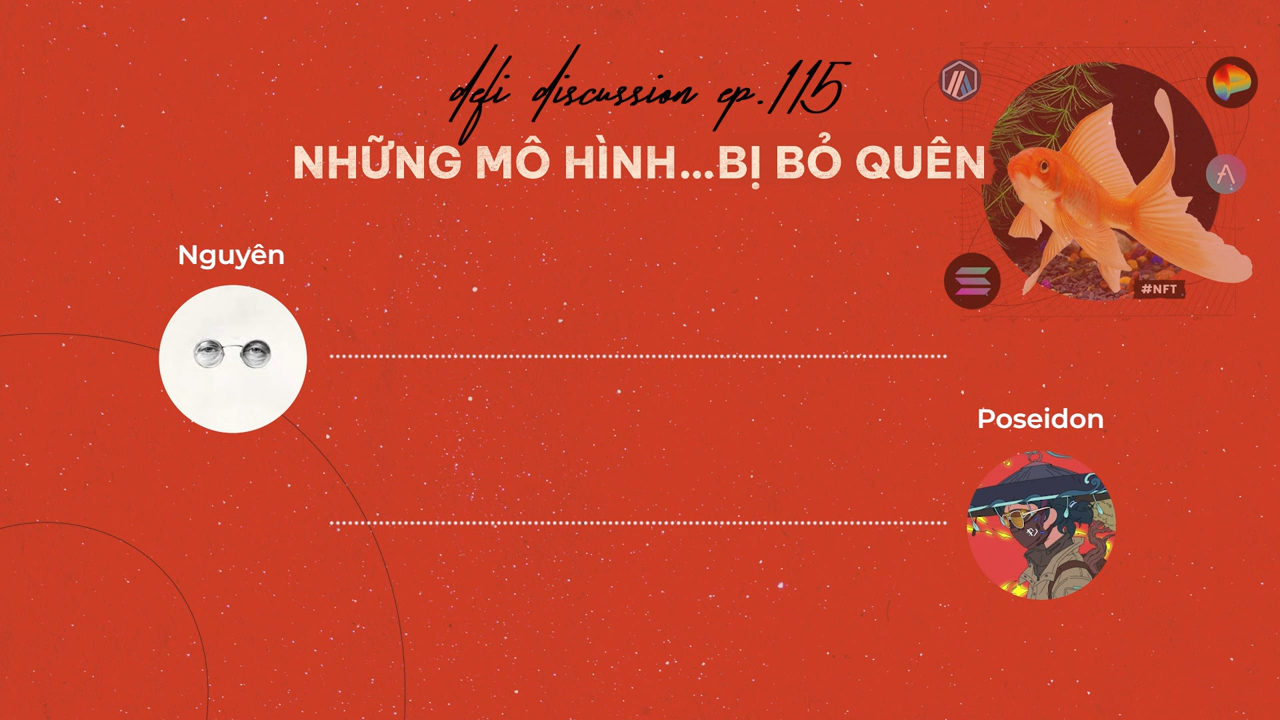 defi discussion ep.115
NHỮNG MÔ HÌNH...BỊ BỎ QUÊN
#NFT
Nguyên
Poseidon